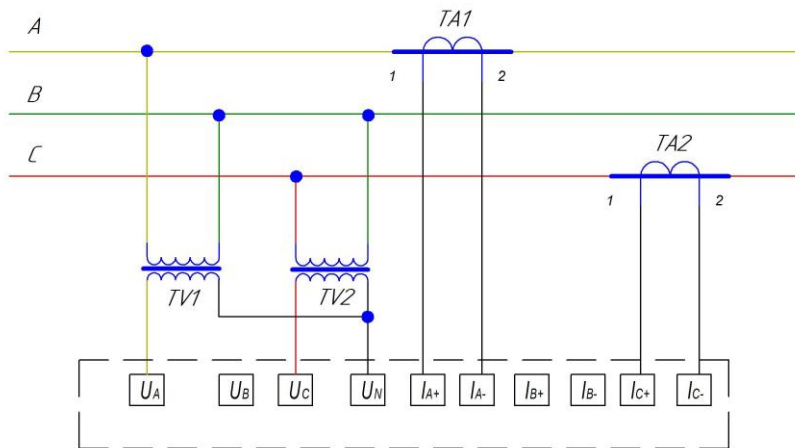 A
TA1
1
2
B
C
TA2
1
2
TV1
TV2
UA
UB
UC
UN
IA+
IA-
IB+
IB-
IC+
IC-